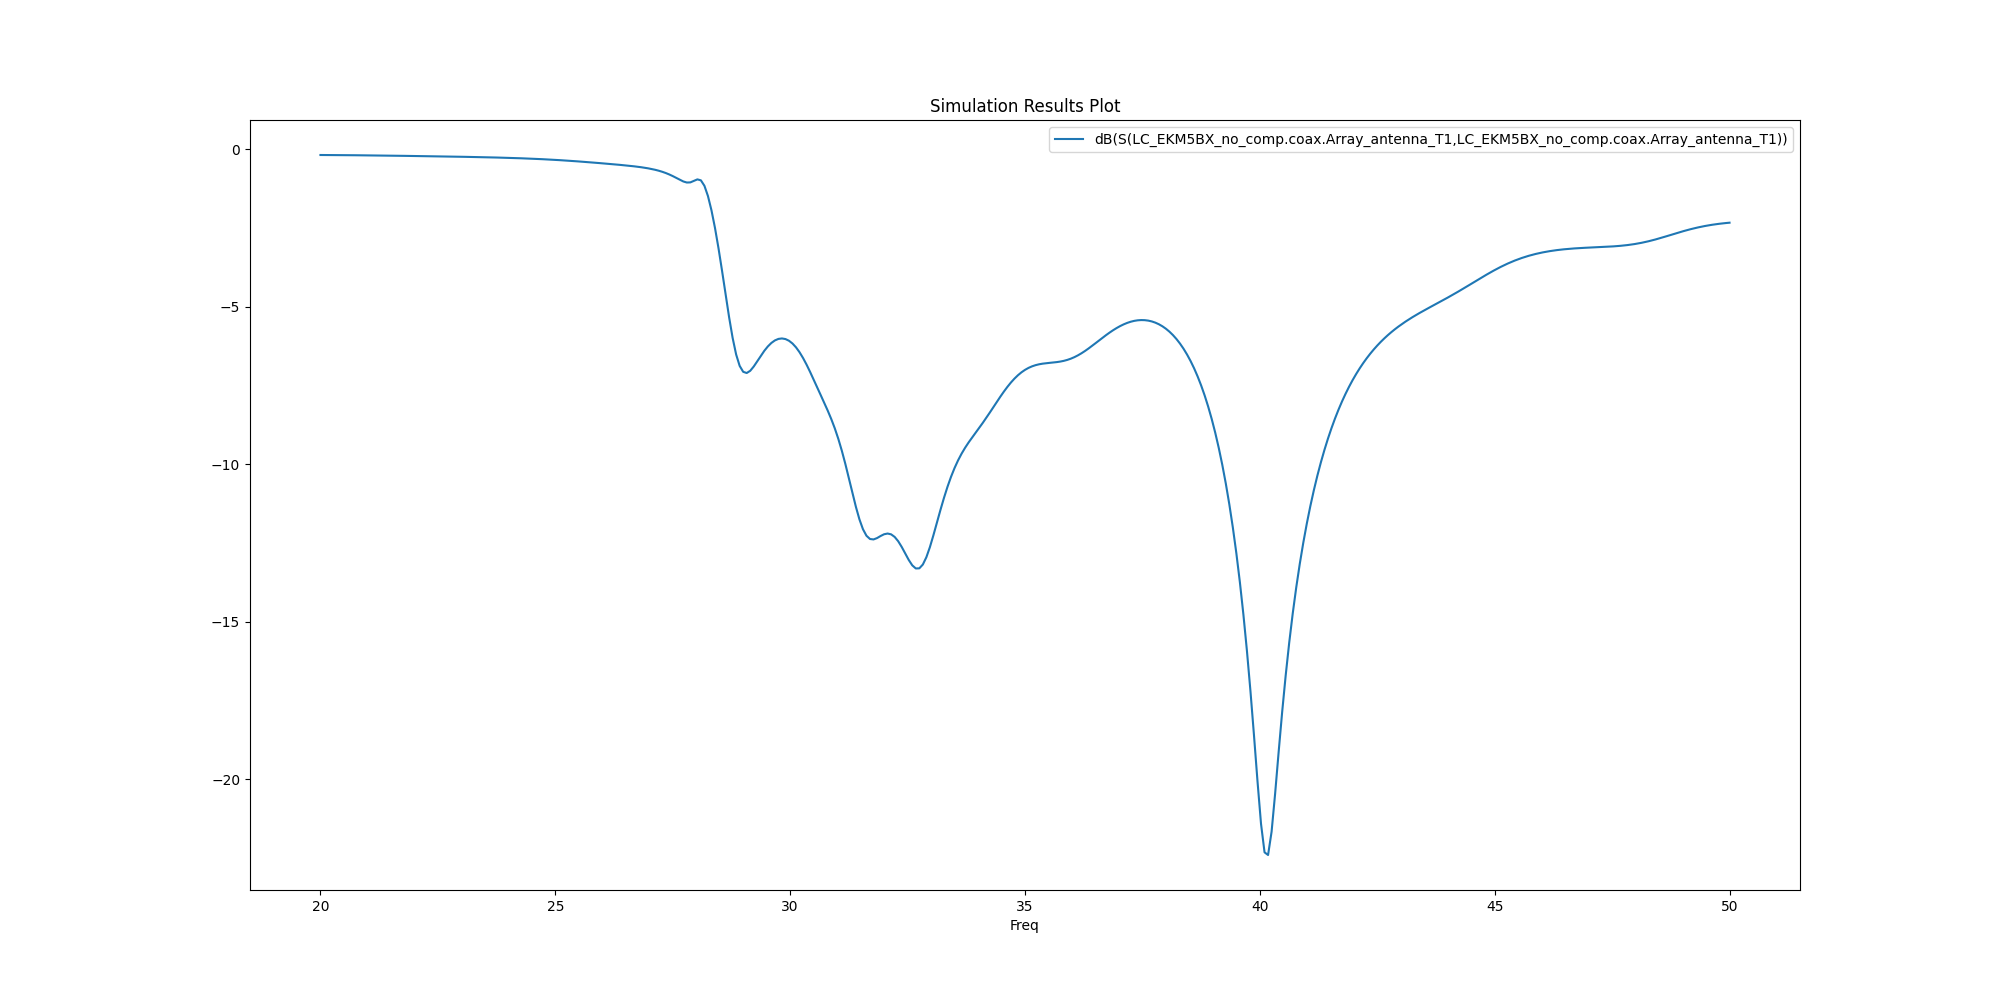 Simulation Results Plot
dB(S(LC_EKM5BX_no_comp.coax.Array_antenna_T1,LC_EKM5BX_no_comp.coax.Array_antenna_T1))
0
−5
−10
−15
−20
20 25 30 35 40 45 50
Freq